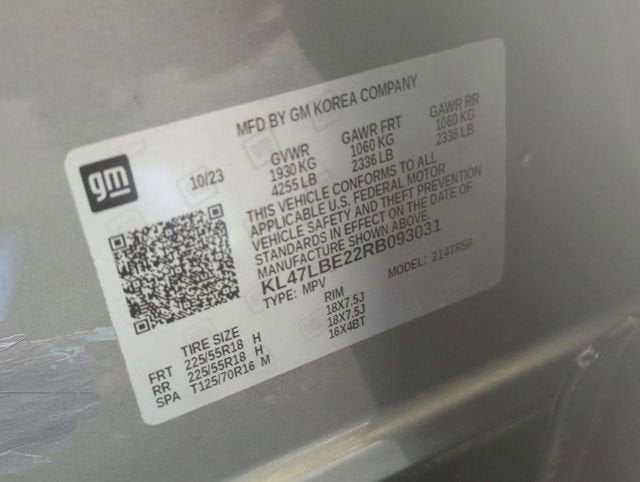 MFD BY GM KOREA COMPANY
gm
10/23
GVWR GAWR FRT GAWR RR
1930 KG 1060 KG 1060 KG
4255 LB 2336 LB 2336 LB
THIS VEHICLE CONFORMS TO ALL
APPLICABLE U.S. FEDERAL MOTOR
VEHICLE SAFETY AND THEFT PREVENTION
STANDARDS IN EFFECT ON THE DATE OF
MANUFACTURE SHOWN ABOVE.
KL47LBE22RB093031
TYPE: MPV MODEL: 214TR58
TIRE SIZE RIM
FRT 225/55R18 H 18X7.5J
RR 225/55R18 H 18X7.5J
SPA T125/70R16 M 16X4BT